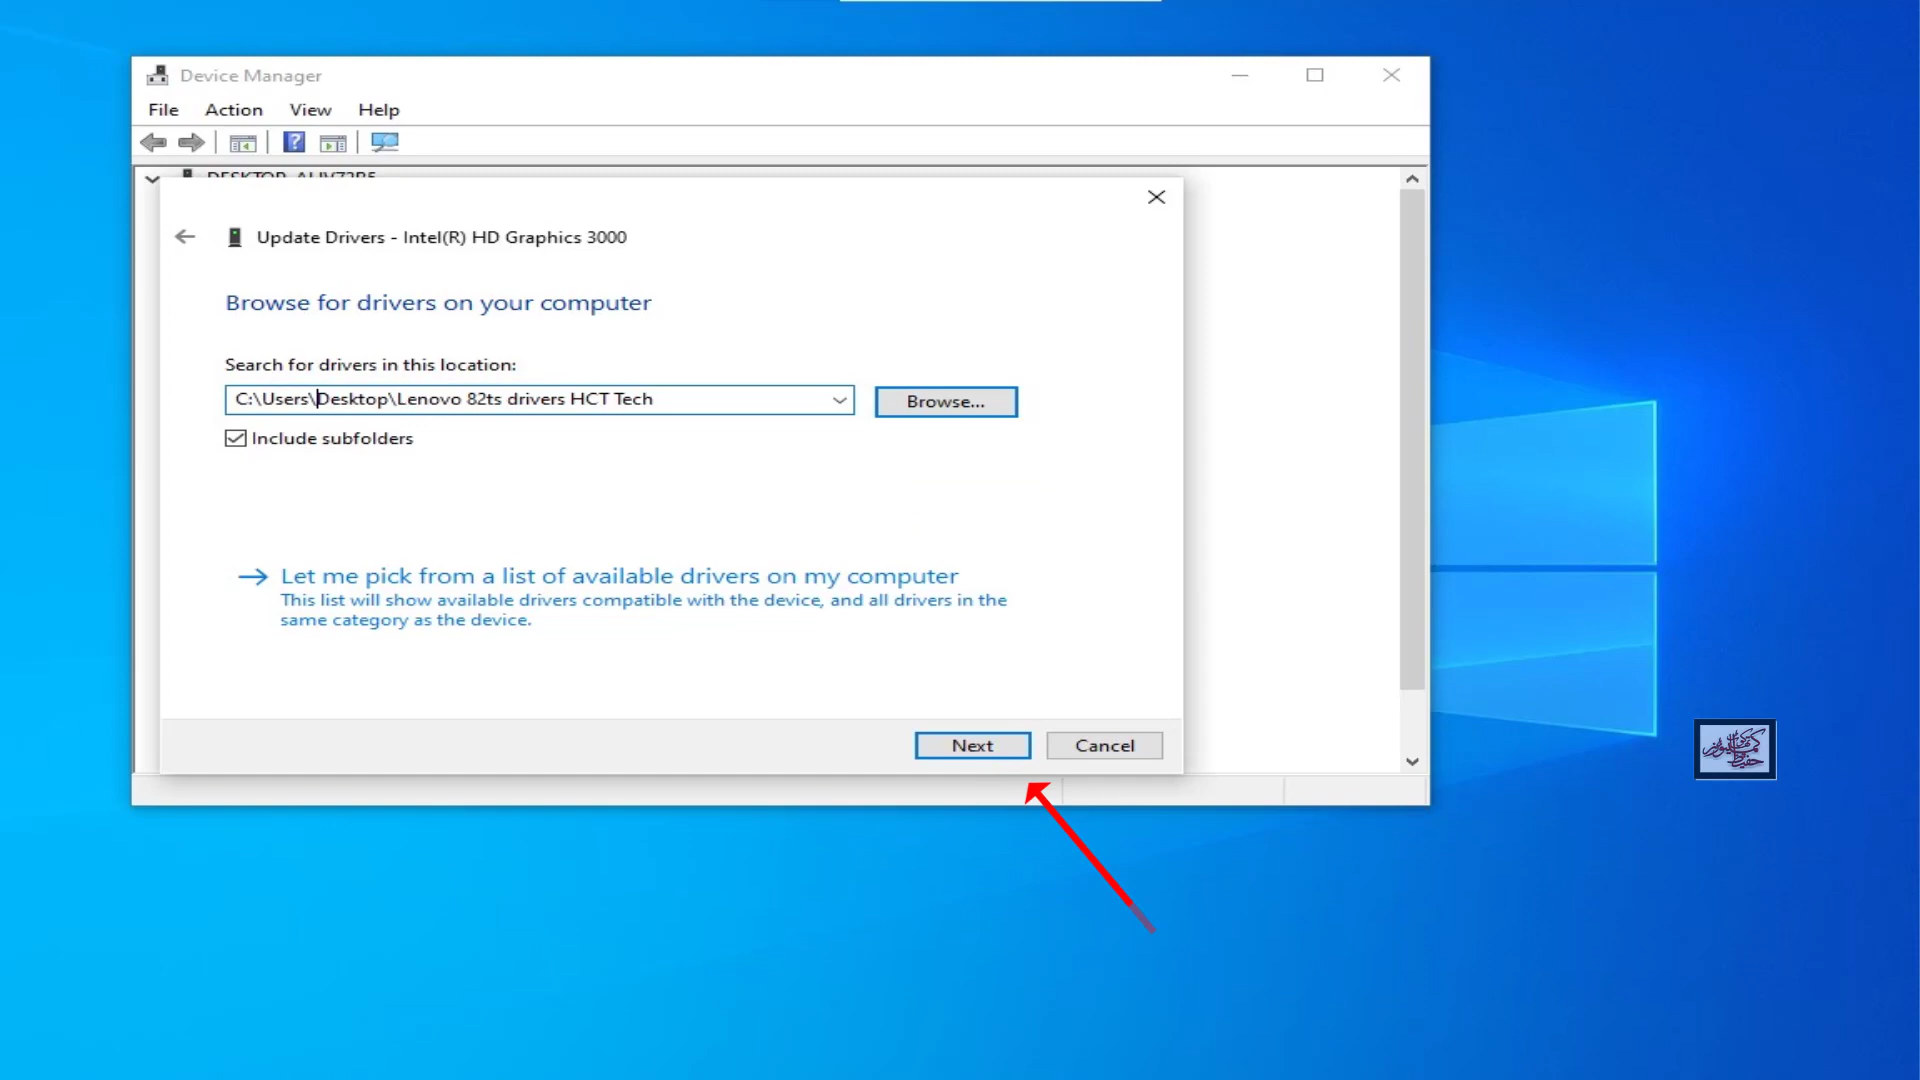 Device Manager
File Action View Help
Update Drivers - Intel(R) HD Graphics 3000
Browse for drivers on your computer
Search for drivers in this location:
C:\Users\Desktop\Lenovo 82ts drivers HCT Tech
Browse...
Include subfolders
Let me pick from a list of available drivers on my computer
This list will show available drivers compatible with the device, and all drivers in the
same category as the device.
Next Cancel